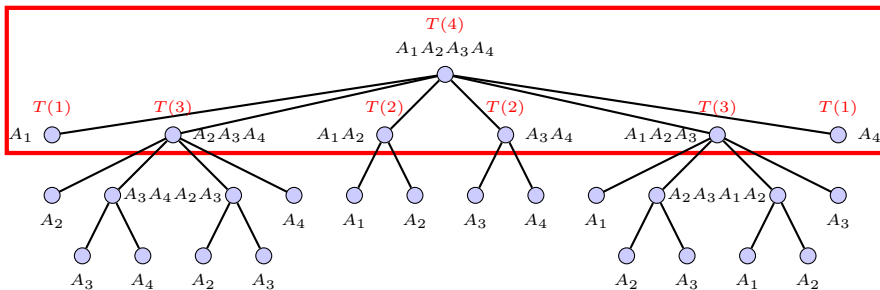 T(4)
A₁A₂A₃A₄
T(1) T(3) T(2) T(2) T(3) T(1)
A₁ A₂A₃A₄ A₁A₂ A₃A₄ A₁A₂A₃ A₄
A₂ A₃A₄ A₂A₃ A₄ A₁ A₂ A₃ A₄ A₁ A₂A₃ A₁A₂ A₃
A₃ A₄ A₂ A₃ A₂ A₃ A₁ A₂